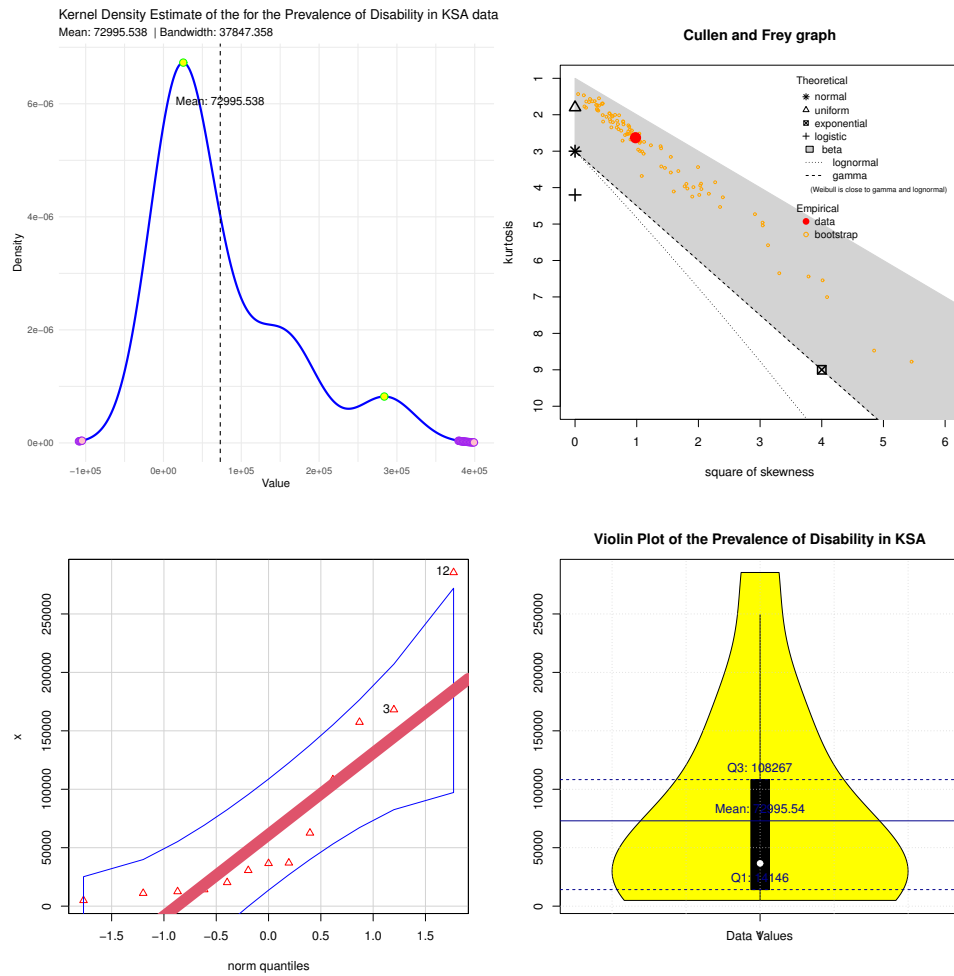 Kernel Density Estimate of the for the Prevalence of Disability in KSA data
Mean: 72995.538 | Bandwidth: 37847.358
Density
6e−06
4e−06
2e−06
0e+00
Mean: 72995.538
−1e+05 0e+00 1e+05 2e+05 3e+05 4e+05
Value
Cullen and Frey graph
kurtosis
1
2
3
4
5
6
7
8
9
10
Theoretical
normal
uniform
exponential
logistic
beta
lognormal
gamma
(Weibull is close to gamma and lognormal)
Empirical
data
bootstrap
0 1 2 3 4 5 6
square of skewness
x
250000
200000
150000
100000
50000
0
12
3
−1.5 −1.0 −0.5 0.0 0.5 1.0 1.5
norm quantiles
Violin Plot of the Prevalence of Disability in KSA
250000
200000
150000
100000
50000
0
Q3: 108267
Mean: 72995.54
Q1: 146
1
Data Values